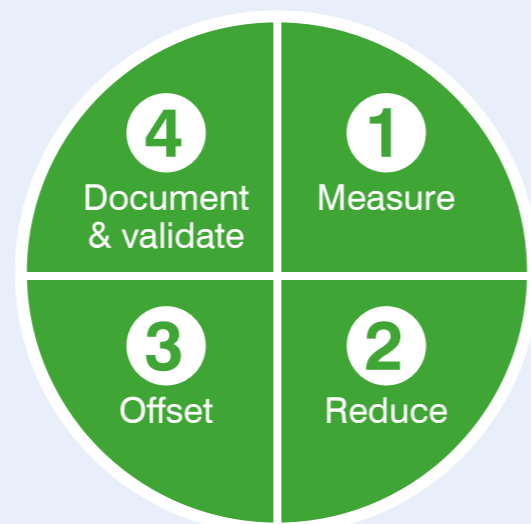 1
Measure
2
Reduce
3
Offset
4
Document
& validate